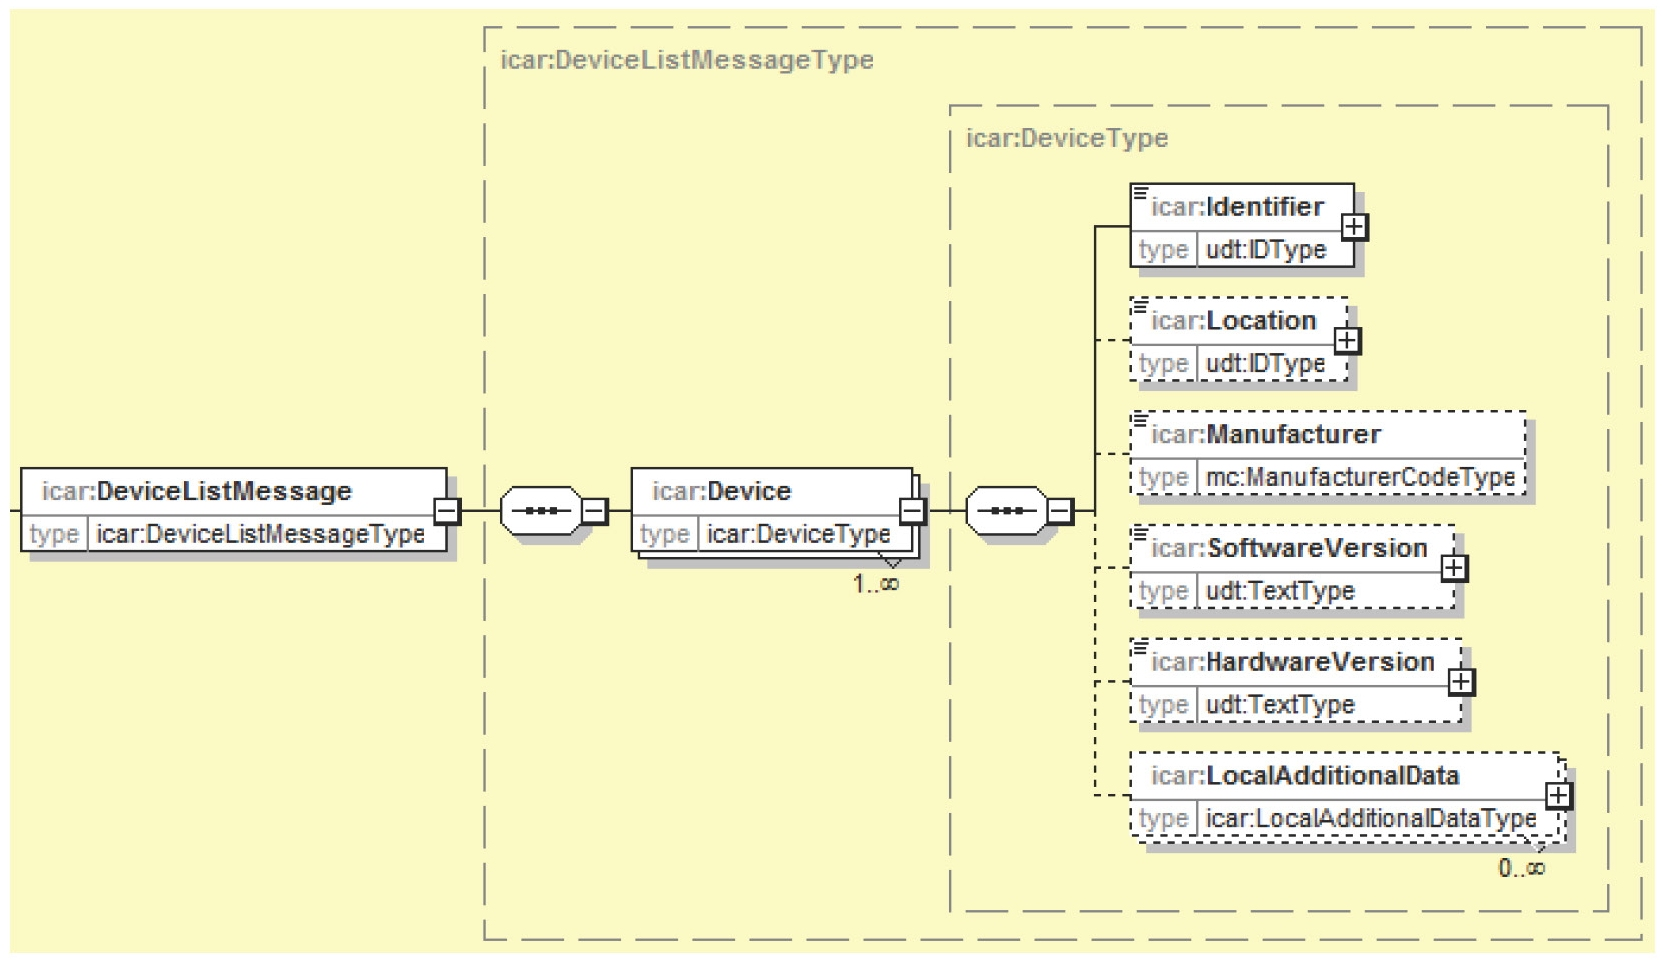 icar:DeviceListMessageType
icar:DeviceType
icar:Identifier
type udt:IDType
icar:Location
type udt:IDType
icar:Manufacturer
type mc:ManufacturerCodeType
icar:DeviceListMessage
type icar:DeviceListMessageType
icar:Device
type icar:DeviceType
1..∞
icar:SoftwareVersion
type udt:TextType
icar:HardwareVersion
type udt:TextType
icar:LocalAdditionalData
type icar:LocalAdditionalDataType
0..∞